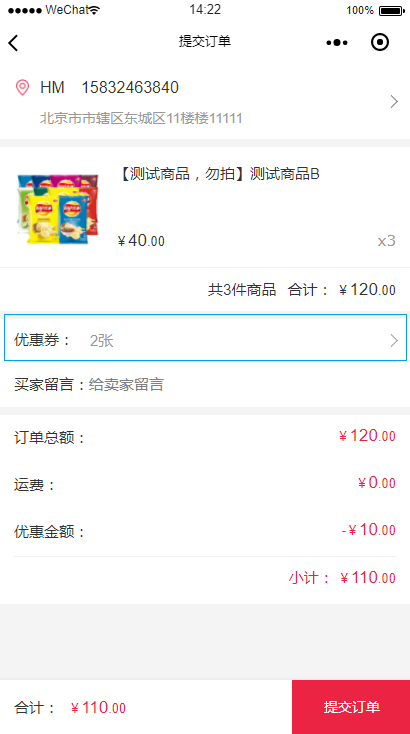 WeChat 14:22 100%
提交订单
HM 15832463840
北京市市辖区东城区11楼楼11111
【测试商品，勿拍】测试商品B
￥40.00 x3
共3件商品 合计：￥120.00
优惠券： 2张
买家留言：给卖家留言
订单总额： ￥120.00
运费： ￥0.00
优惠金额： -￥10.00
小计：￥110.00
合计：￥110.00 提交订单